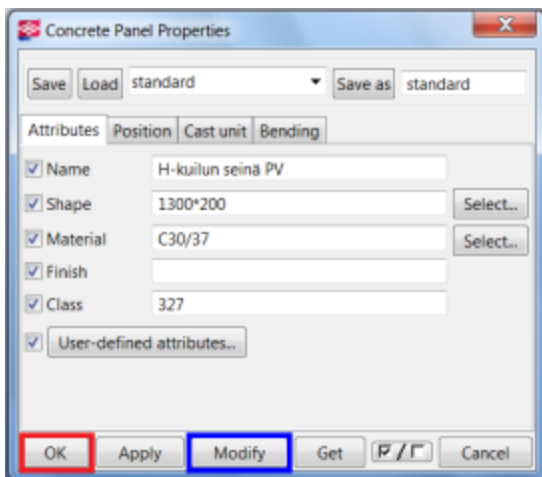 Concrete Panel Properties
Save Load standard Save as standard
Attributes Position Cast unit Bending
Name H-kuilun seinä PV
Shape 1300*200 Select...
Material C30/37 Select...
Finish
Class 327
User-defined attributes...
OK Apply Modify Get / Cancel